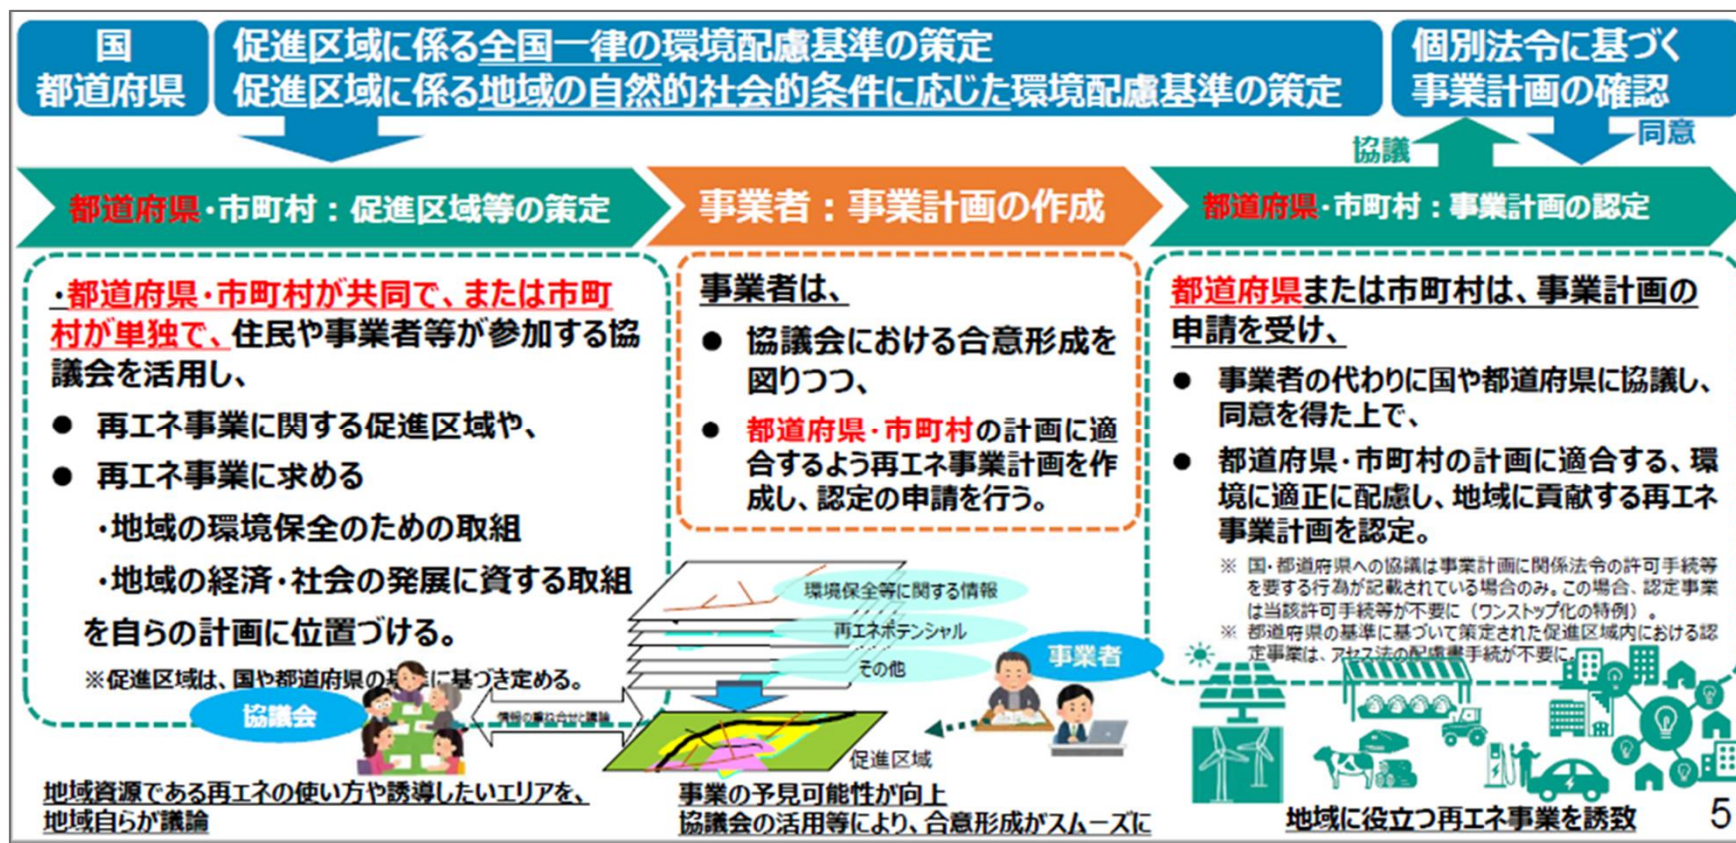 国
都道府県
促進区域に係る全国一律の環境配慮基準の策定
促進区域に係る地域の自然的社会的条件に応じた環境配慮基準の策定
個別法令に基づく
事業計画の確認
協議
同意
都道府県・市町村：促進区域等の策定
事業者：事業計画の作成
都道府県・市町村：事業計画の認定
・都道府県・市町村が共同で、または市町
村が単独で、住民や事業者等が参加する協
議会を活用し、
● 再エネ事業に関する促進区域や、
● 再エネ事業に求める
・地域の環境保全のための取組
・地域の経済・社会の発展に資する取組
を自らの計画に位置づける。
※促進区域は、国や都道府県の基準に基づき定める。
協議会
情報の重ね合せと議論
地域資源である再エネの使い方や誘導したいエリアを、
地域自らが議論
事業者は、
● 協議会における合意形成を
図りつつ、
● 都道府県・市町村の計画に適
合するよう再エネ事業計画を作
成し、認定の申請を行う。
環境保全等に関する情報
再エネポテンシャル
その他
事業者
促進区域
事業の予見可能性が向上
協議会の活用等により、合意形成がスムーズに
都道府県または市町村は、事業計画の
申請を受け、
● 事業者の代わりに国や都道府県に協議し、
同意を得た上で、
● 都道府県・市町村の計画に適合する、環
境に適正に配慮し、地域に貢献する再エネ
事業計画を認定。
※ 国・都道府県への協議は事業計画に関係法令の許可手続等
を要する行為が記載されている場合のみ。この場合、認定事業
は当該許可手続等が不要に（ワンストップ化の特例）。
※ 都道府県の基準に基づいて策定された促進区域内における認
定事業は、アセス法の配慮書手続が不要に。
地域に役立つ再エネ事業を誘致
5